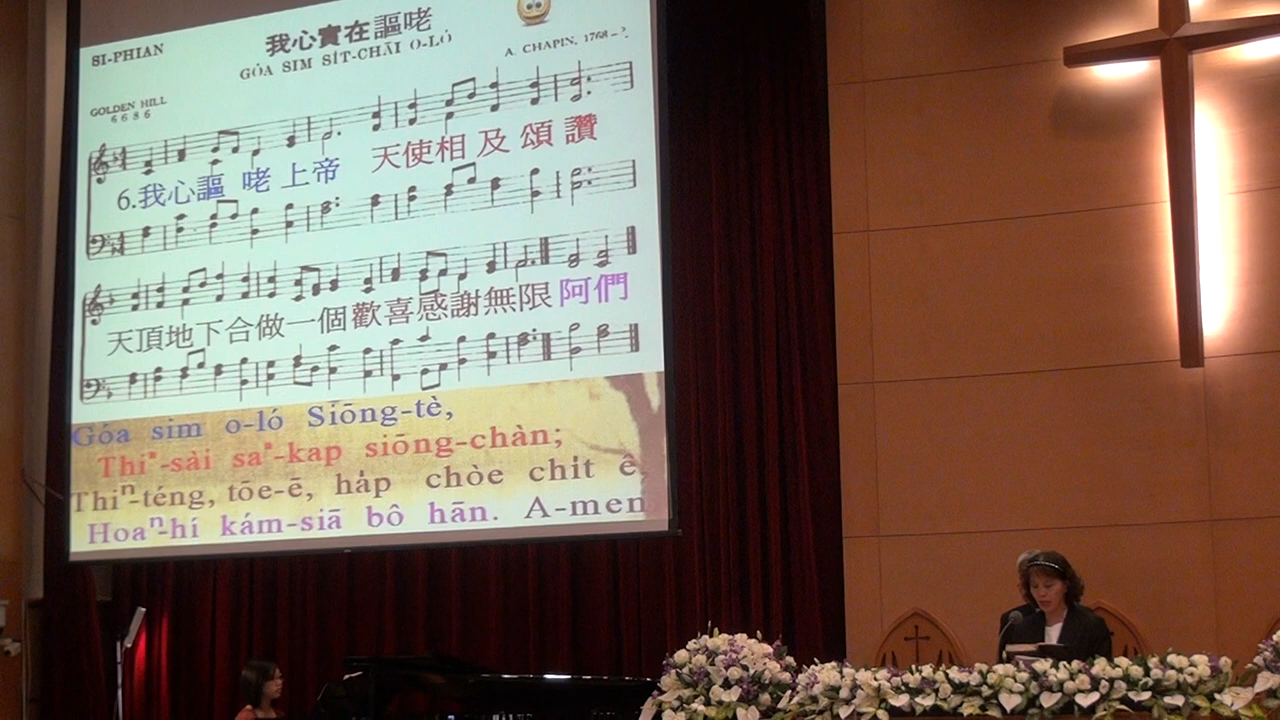 我心實在謳咾
SI-PHIAN
GÓA SIM SI̍T-CHĀI O-LÓ
A. CHAPIN, 1768–?
GOLDEN HILL
6 6 8 6
6.我心謳 咾 上帝 天使相 及 頌 讚
天頂地下合做一個歡喜感謝無限 阿們
Góa sim o-ló Siōng-tè,
Thiⁿ-sài saⁿ-kap siōng-chàn;
Thiⁿ-téng, tōe-ē, ha̍p chòe chi̍t ê,
Hoaⁿ-hí kám-siā bô hān. A-men